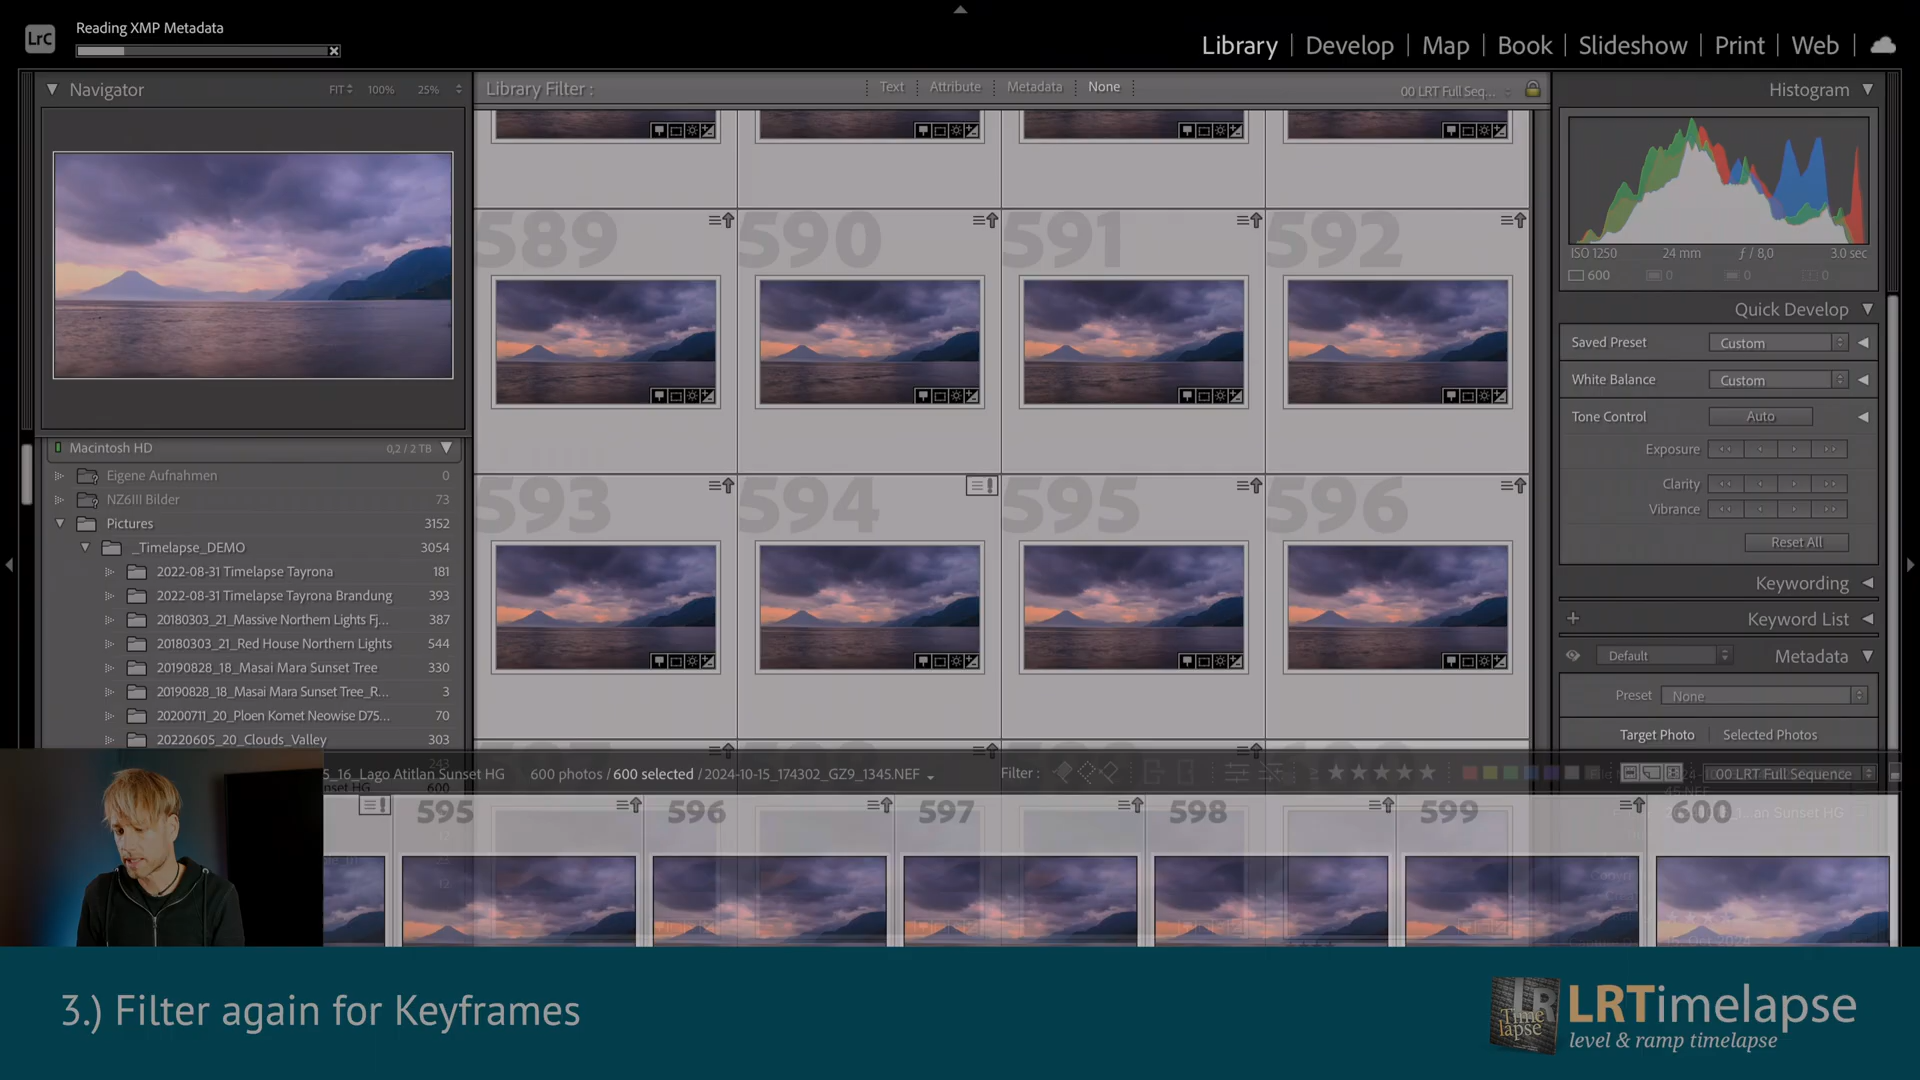 LrC
Reading XMP Metadata
Library | Develop | Map | Book | Slideshow | Print | Web
Navigator
FIT 100% 25%
Library Filter :
Text Attribute Metadata None
00 LRT Full Seq...
Histogram
ISO 1250 24 mm ƒ / 8,0 3.0 sec
600 0 0 0
Quick Develop
Saved Preset Custom
White Balance Custom
Tone Control Auto
Exposure
Clarity
Vibrance
Reset All
Keywording
Keyword List
Default Metadata
Preset None
Target Photo Selected Photos
589 590 591 592
593 594 595 596
Macintosh HD 0,2 / 2 TB
Eigene Aufnahmen 0
NZ6III Bilder 73
Pictures 3152
_Timelapse_DEMO 3054
2022-08-31 Timelapse Tayrona 181
2022-08-31 Timelapse Tayrona Brandung 393
20180303_21_Massive Northern Lights Fj... 387
20180303_21_Red House Northern Lights 544
20190828_18_Masai Mara Sunset Tree 330
20190828_18_Masai Mara Sunset Tree_R... 3
20200711_20_Ploen Komet Neowise D75... 70
20220605_20_Clouds_Valley 303
5_16_Lago Atitlan Sunset HG 600 photos / 600 selected / 2024-10-15_174302_GZ9_1345.NEF
Filter :
00 LRT Full Sequence
595 596 597 598 599 600
3.) Filter again for Keyframes
LR Time lapse
LRTimelapse
level & ramp timelapse